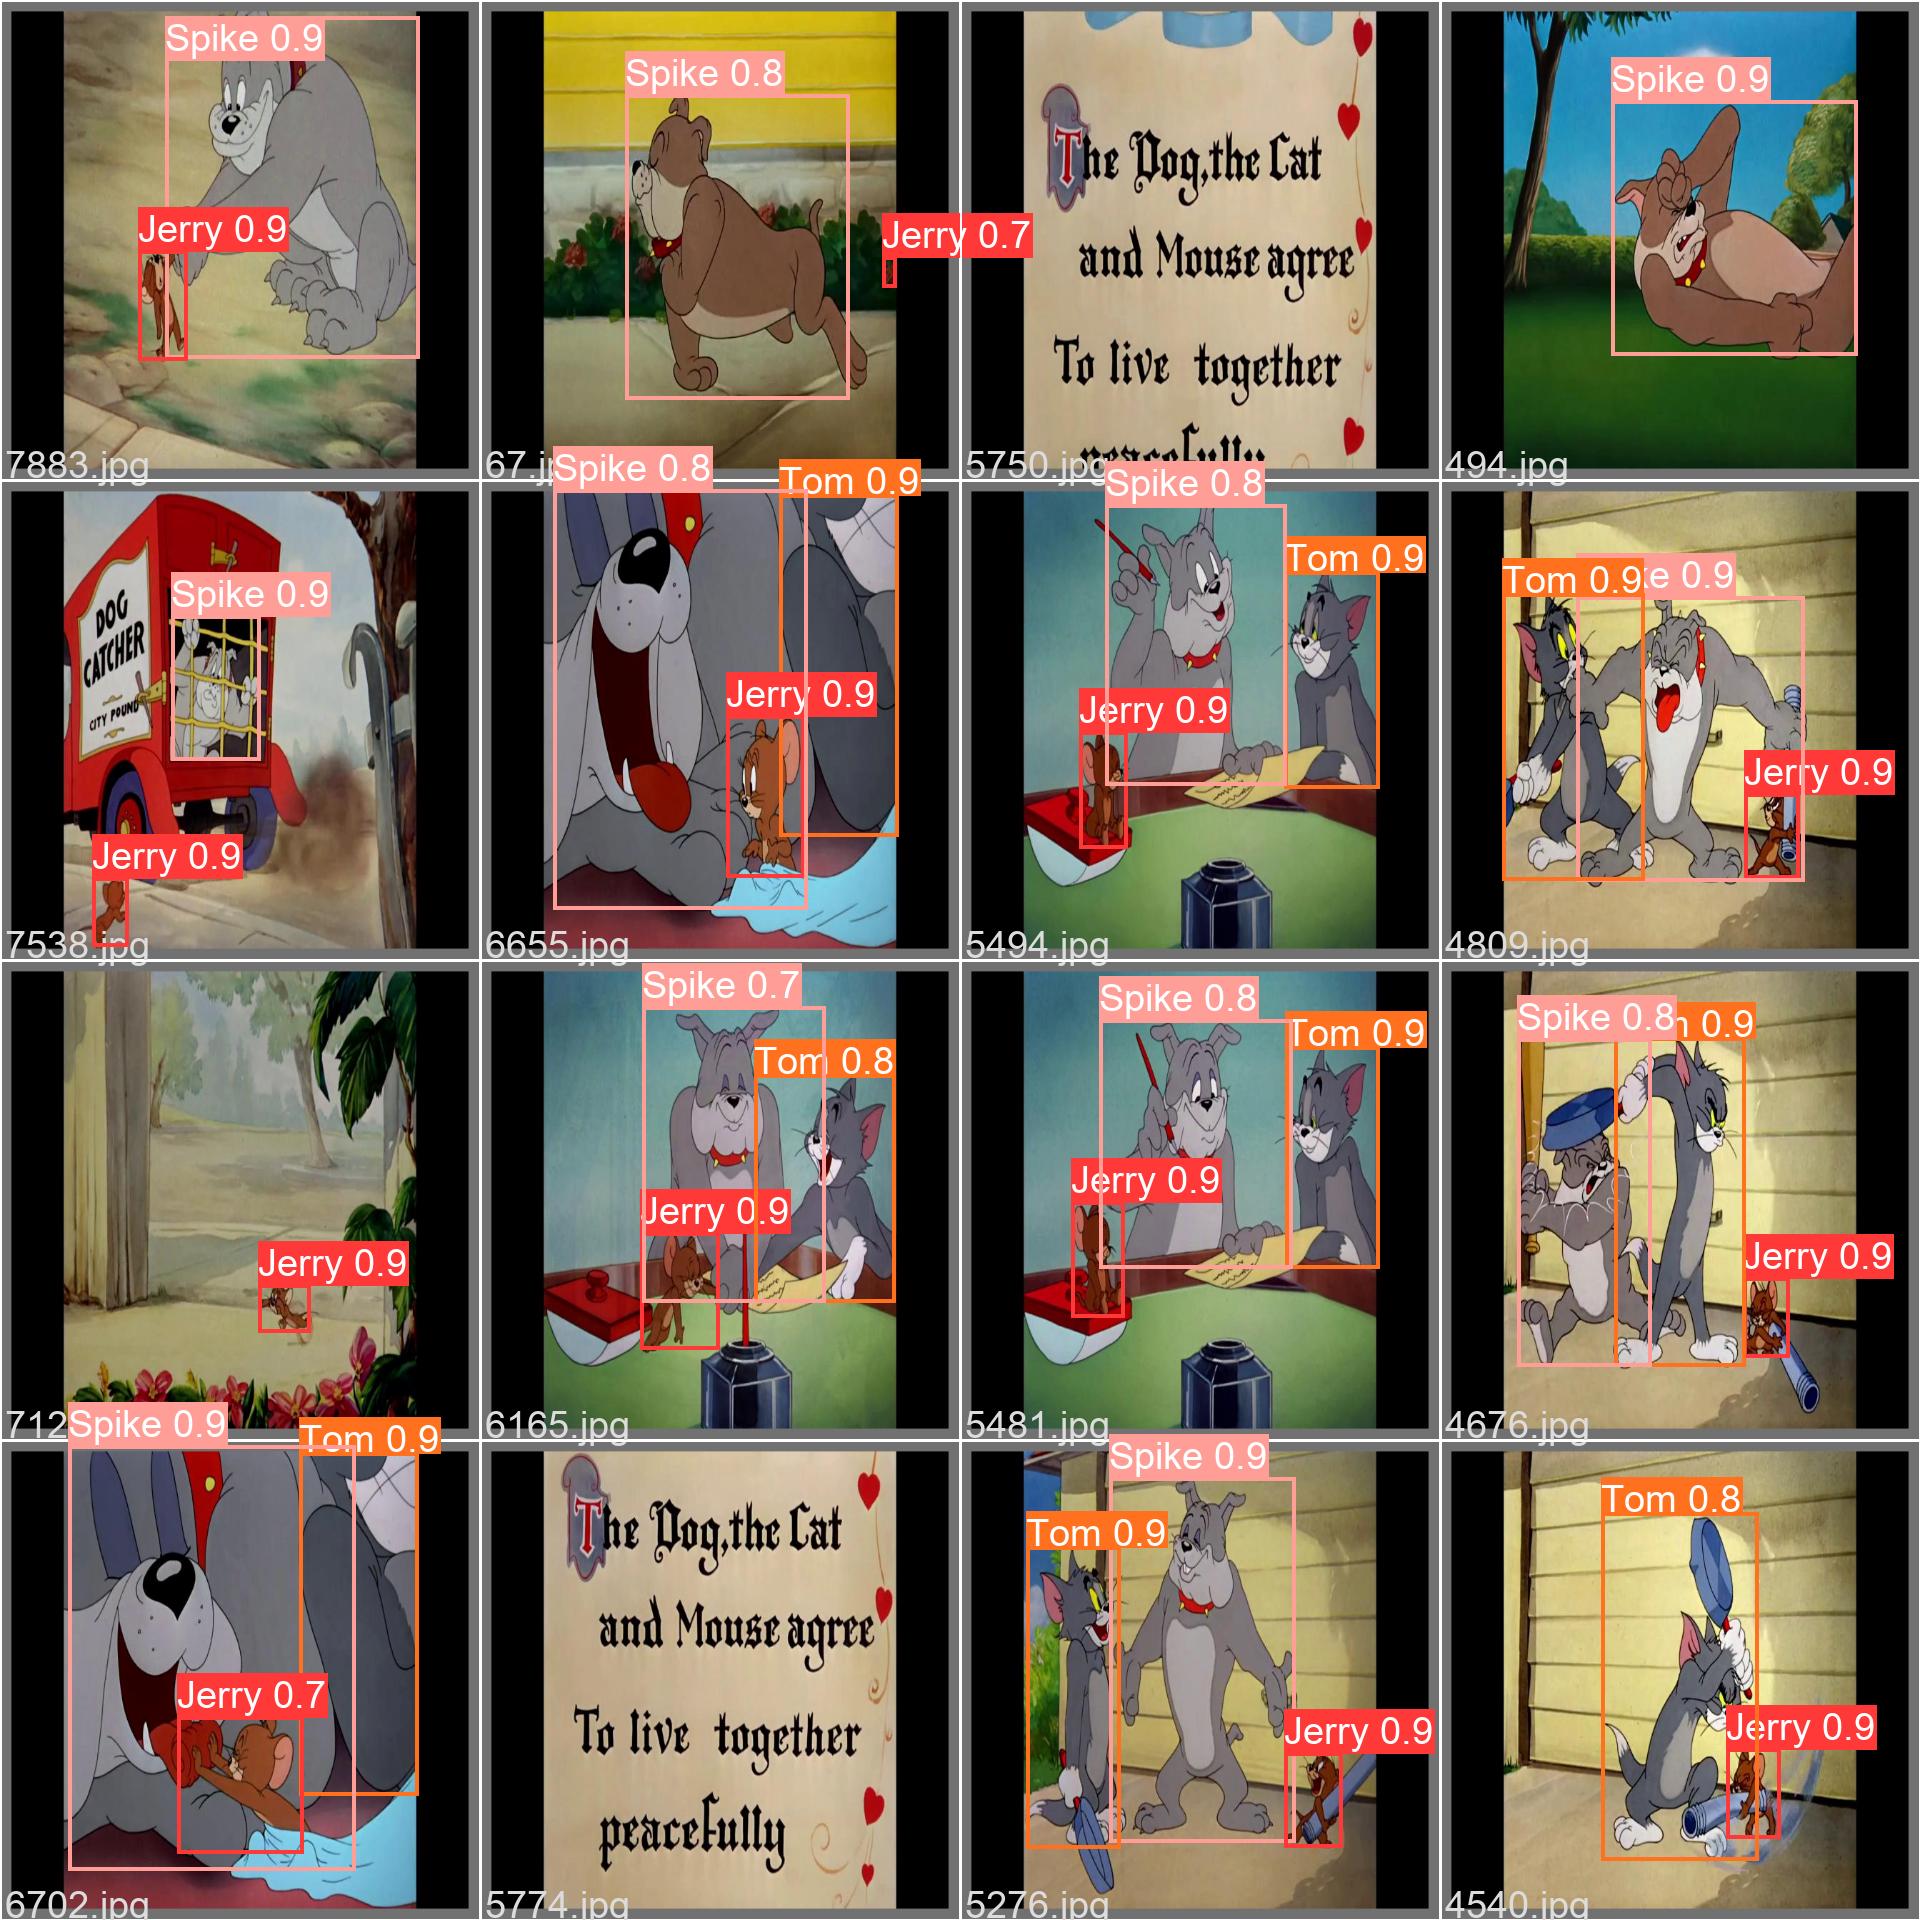 Spike 0.9
Jerry 0.9
7883.jpg
Spike 0.8
Jerry 0.7
67.jp
The Dog, the Cat
and Mouse agree
To live together
peacefully
5750.jpg
Spike 0.9
494.jpg
DOG
CATCHER
CITY POUND
Spike 0.9
Jerry 0.9
7538.jpg
Spike 0.8
Tom 0.9
Jerry 0.9
6655.jpg
Spike 0.8
Tom 0.9
Jerry 0.9
5494.jpg
Tom 0.9
ke 0.9
Jerry 0.9
4809.jpg
Jerry 0.9
712
Spike 0.7
Tom 0.8
Jerry 0.9
6165.jpg
Spike 0.8
Tom 0.9
Jerry 0.9
5481.jpg
Spike 0.8
m 0.9
Jerry 0.9
4676.jpg
Spike 0.9
Tom 0.9
Jerry 0.7
6702.jpg
The Dog, the Cat
and Mouse agree
To live together
peacefully
5774.jpg
Spike 0.9
Tom 0.9
Jerry 0.9
5276.jpg
Tom 0.8
Jerry 0.9
4540.jpg